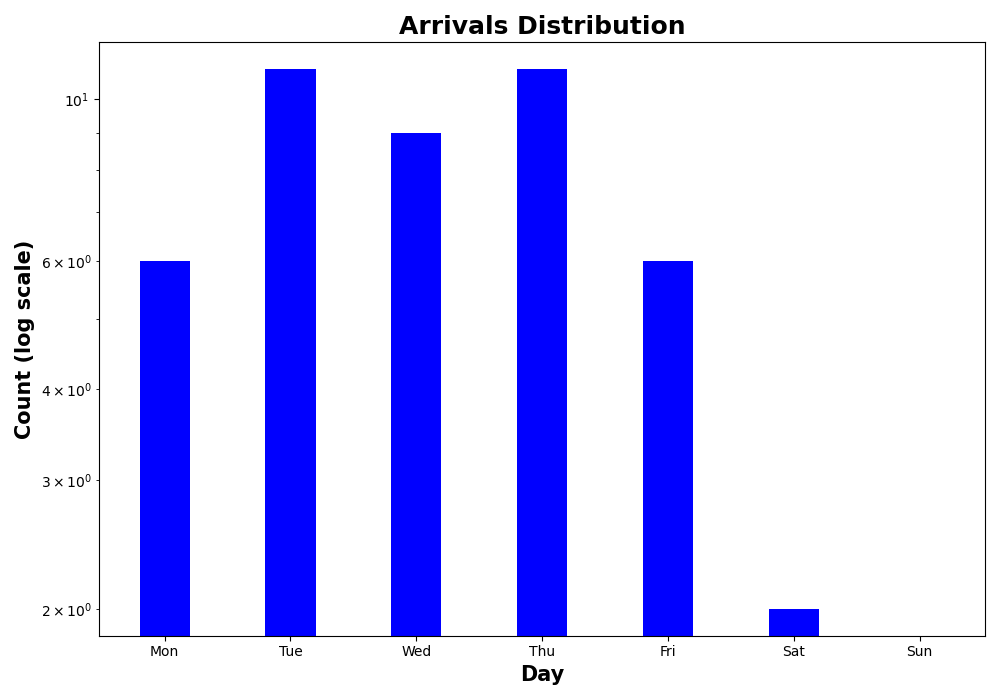 Arrivals Distribution
10¹
6 × 10⁰
4 × 10⁰
3 × 10⁰
2 × 10⁰
Count (log scale)
Mon Tue Wed Thu Fri Sat Sun
Day